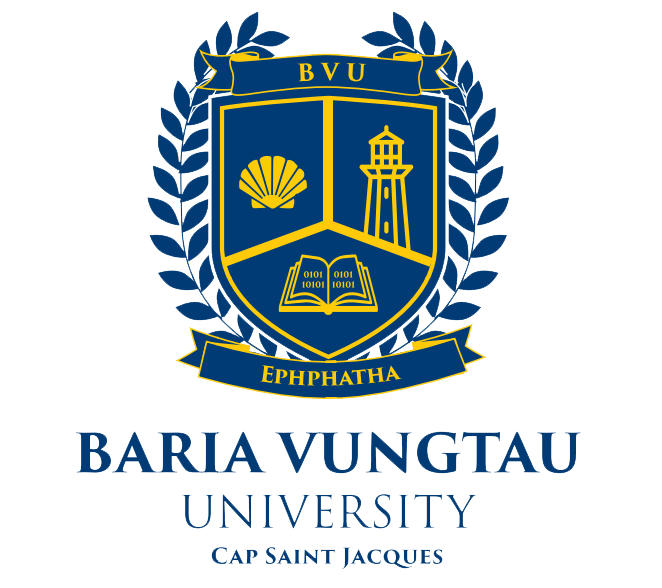 BVU
0101 0101
10101 10101
EPHPHATHA
BARIA VUNGTAU
UNIVERSITY
CAP SAINT JACQUES